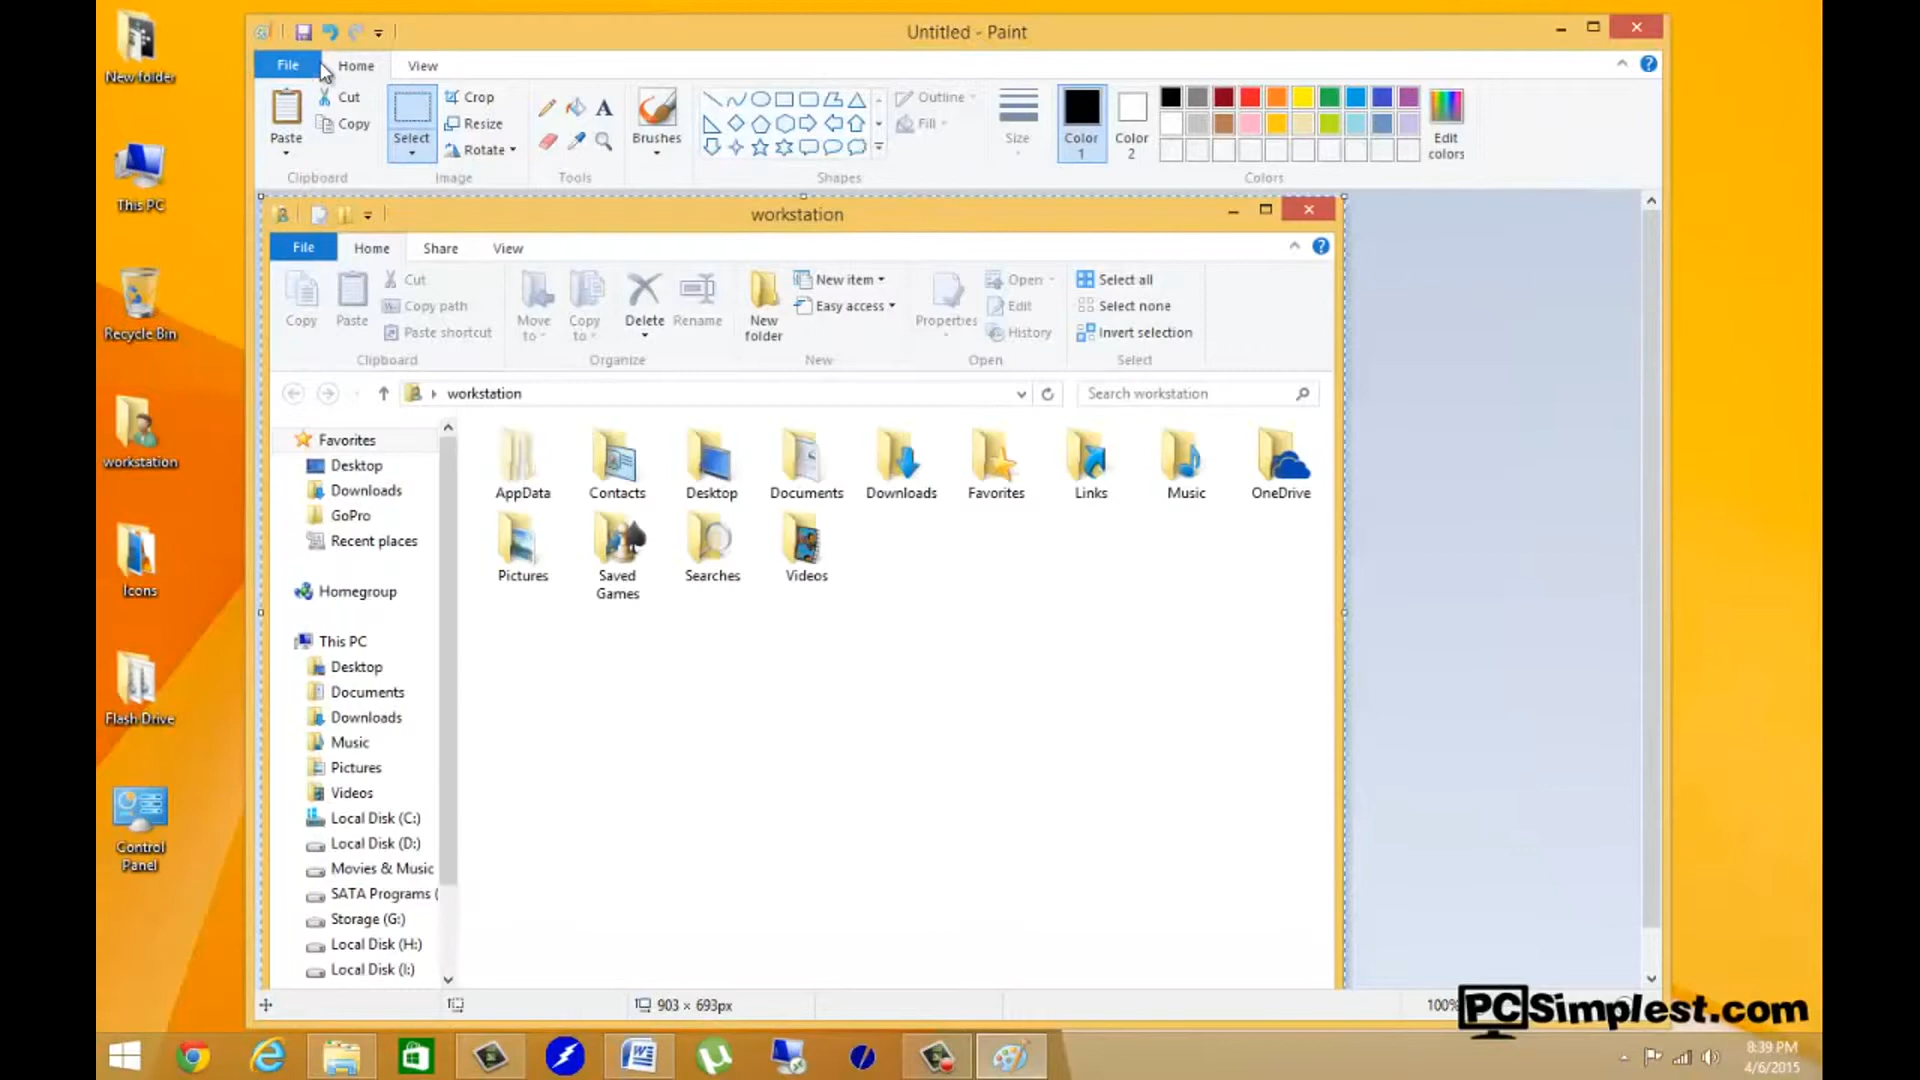 New folder
This PC
Recycle Bin
workstation
Icons
Flash Drive
Control
Panel
Untitled - Paint
File Home View
Paste
Cut
Copy
Clipboard
Select
Crop
Resize
Rotate
Image
A
Tools
Brushes
Shapes
Outline
Fill
Size
Color
1
Color
2
Edit
colors
Colors
workstation
File Home Share View
Copy
Paste
Cut
Copy path
Paste shortcut
Clipboard
Move
to
Copy
to
Delete
Rename
Organize
New
folder
New item
Easy access
New
Properties
Open
Edit
History
Open
Select all
Select none
Invert selection
Select
workstation
Search workstation
Favorites
Desktop
Downloads
GoPro
Recent places
Homegroup
This PC
Desktop
Documents
Downloads
Music
Pictures
Videos
Local Disk (C:)
Local Disk (D:)
Movies & Music
SATA Programs (
Storage (G:)
Local Disk (H:)
Local Disk (I:)
AppData
Contacts
Desktop
Documents
Downloads
Favorites
Links
Music
OneDrive
Pictures
Saved
Games
Searches
Videos
903 × 693px
100%
PCSimplest.com
8:39 PM
4/6/2015